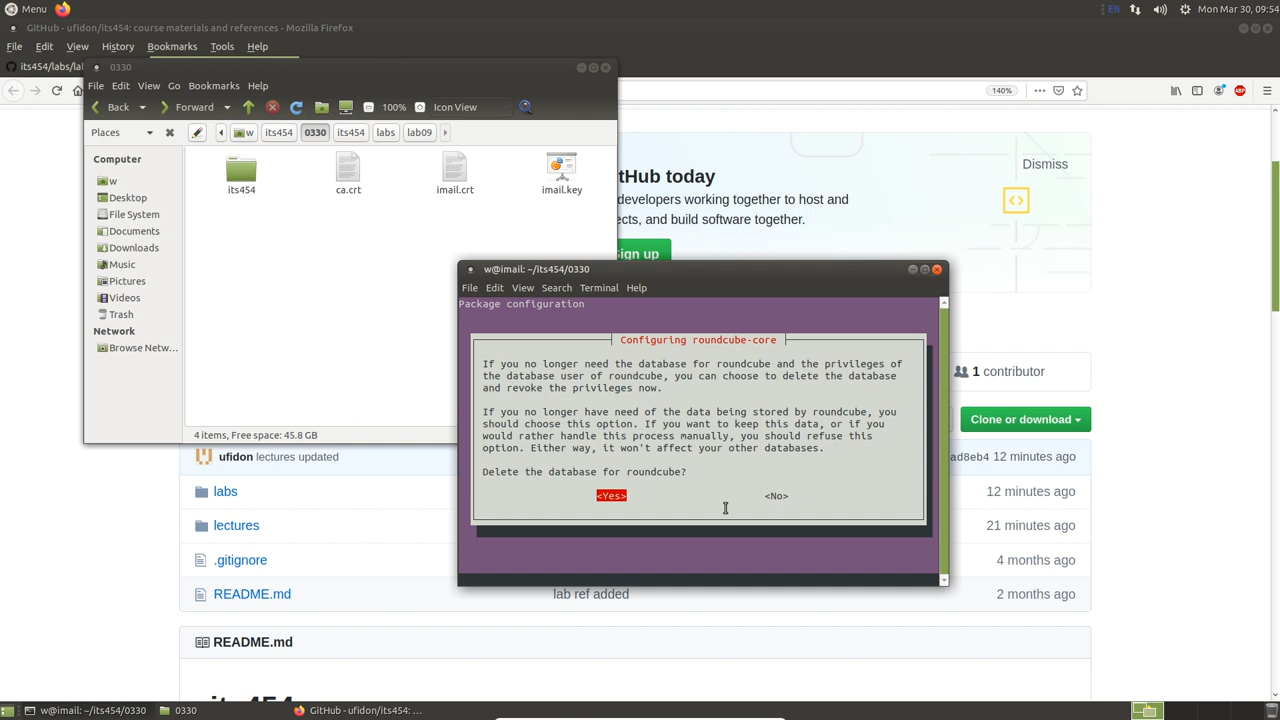 Menu
EN
Mon Mar 30, 09:54
GitHub - ufidon/its454: course materials and references - Mozilla Firefox
File Edit View History Bookmarks Tools Help
its454/labs/la
0330
140%
ABP
File Edit View Go Bookmarks Help
Back
Forward
100%
Icon View
Places
w
its454
0330
its454
labs
lab09
Computer
w
Desktop
File System
Documents
Downloads
Music
Pictures
Videos
Trash
Network
Browse Netw...
its454
ca.crt
imail.crt
imail.key
4 items, Free space: 45.8 GB
Dismiss
tHub today
developers working together to host and
ects, and build software together.
ign up
w@imail: ~/its454/0330
File Edit View Search Terminal Help
Package configuration
Configuring roundcube-core
If you no longer need the database for roundcube and the privileges of
the database user of roundcube, you can choose to delete the database
and revoke the privileges now.
If you no longer have need of the data being stored by roundcube, you
should choose this option. If you want to keep this data, or if you
would rather handle this process manually, you should refuse this
option. Either way, it won't affect your other databases.
Delete the database for roundcube?
<Yes>
<No>
1 contributor
Clone or download
ufidon lectures updated
ad8eb4 12 minutes ago
labs
12 minutes ago
lectures
21 minutes ago
.gitignore
4 months ago
README.md
lab ref added
2 months ago
README.md
its454
w@imail: ~/its454/0330
0330
GitHub - ufidon/its454: ...